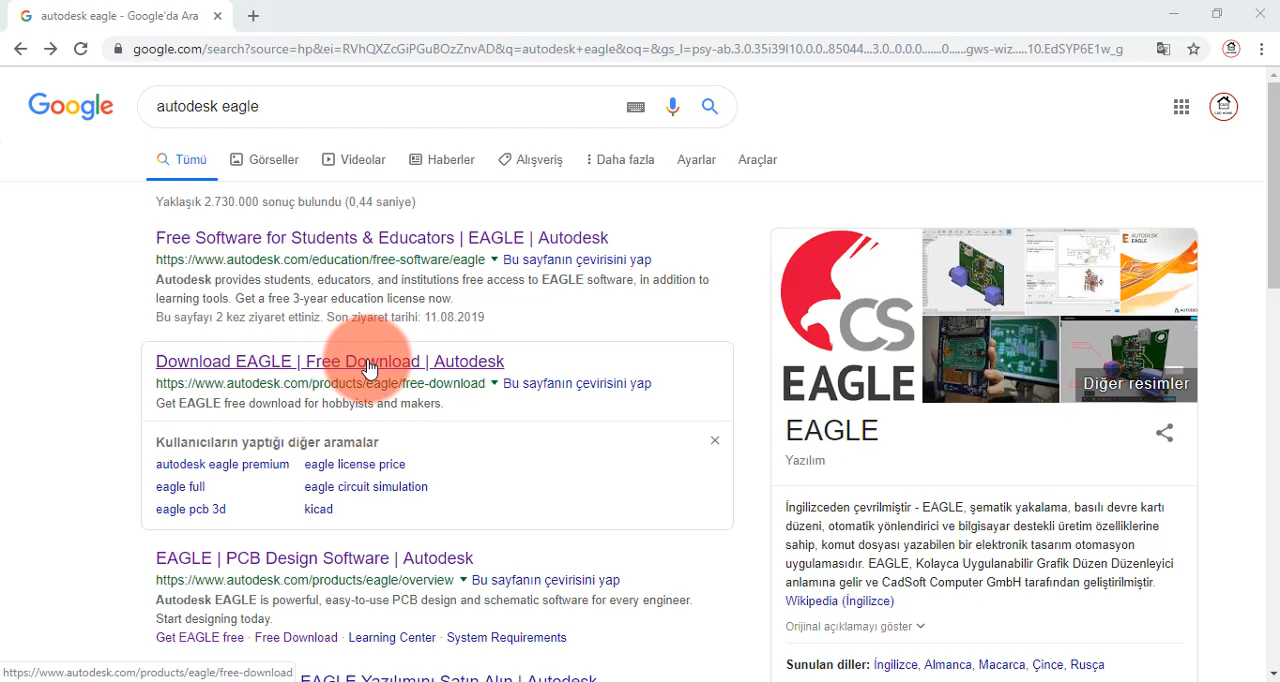 autodesk eagle - Google'da Ara
google.com/search?source=hp&ei=RVhQXZcGiPGuBOzZnvAD&q=autodesk+eagle&oq=&gs_l=psy-ab.3.0.35i39l10.0.0..85044...3.0..0.0.0.......0......gws-wiz.....10.EdSYP6E1w_g
Google
autodesk eagle
Tümü Görseller Videolar Haberler Alışveriş Daha fazla Ayarlar Araçlar
Yaklaşık 2.730.000 sonuç bulundu (0,44 saniye)
Free Software for Students & Educators | EAGLE | Autodesk
https://www.autodesk.com/education/free-software/eagle Bu sayfanın çevirisini yap
Autodesk provides students, educators, and institutions free access to EAGLE software, in addition to
learning tools. Get a free 3-year education license now.
Bu sayfayı 2 kez ziyaret ettiniz. Son ziyaret tarihi: 11.08.2019
Download EAGLE | Free Download | Autodesk
https://www.autodesk.com/products/eagle/free-download Bu sayfanın çevirisini yap
Get EAGLE free download for hobbyists and makers.
Kullanıcıların yaptığı diğer aramalar
autodesk eagle premium eagle license price
eagle full eagle circuit simulation
eagle pcb 3d kicad
EAGLE | PCB Design Software | Autodesk
https://www.autodesk.com/products/eagle/overview Bu sayfanın çevirisini yap
Autodesk EAGLE is powerful, easy-to-use PCB design and schematic software for every engineer.
Start designing today.
Get EAGLE free · Free Download · Learning Center · System Requirements
EAGLE Yazılımını Satın Alın | Autodesk
https://www.autodesk.com/products/eagle/free-download
CS
EAGLE
AUTODESK
EAGLE
Diğer resimler
EAGLE
Yazılım
İngilizceden çevrilmiştir - EAGLE, şematik yakalama, basılı devre kartı
düzeni, otomatik yönlendirici ve bilgisayar destekli üretim özelliklerine
sahip, komut dosyası yazabilen bir elektronik tasarım otomasyon
uygulamasıdır. EAGLE, Kolayca Uygulanabilir Grafik Düzen Düzenleyici
anlamına gelir ve CadSoft Computer GmbH tarafından geliştirilmiştir.
Wikipedia (İngilizce)
Orijinal açıklamayı göster
Sunulan diller: İngilizce, Almanca, Macarca, Çince, Rusça